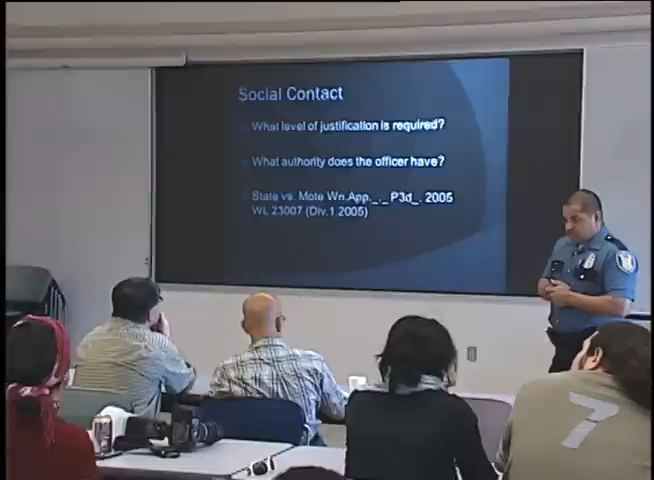 Social Contact
What level of justification is required?
What authority does the officer have?
State vs. Mote Wn.App._._ P3d_. 2005
WL 23007 (Div.1 2005)
7